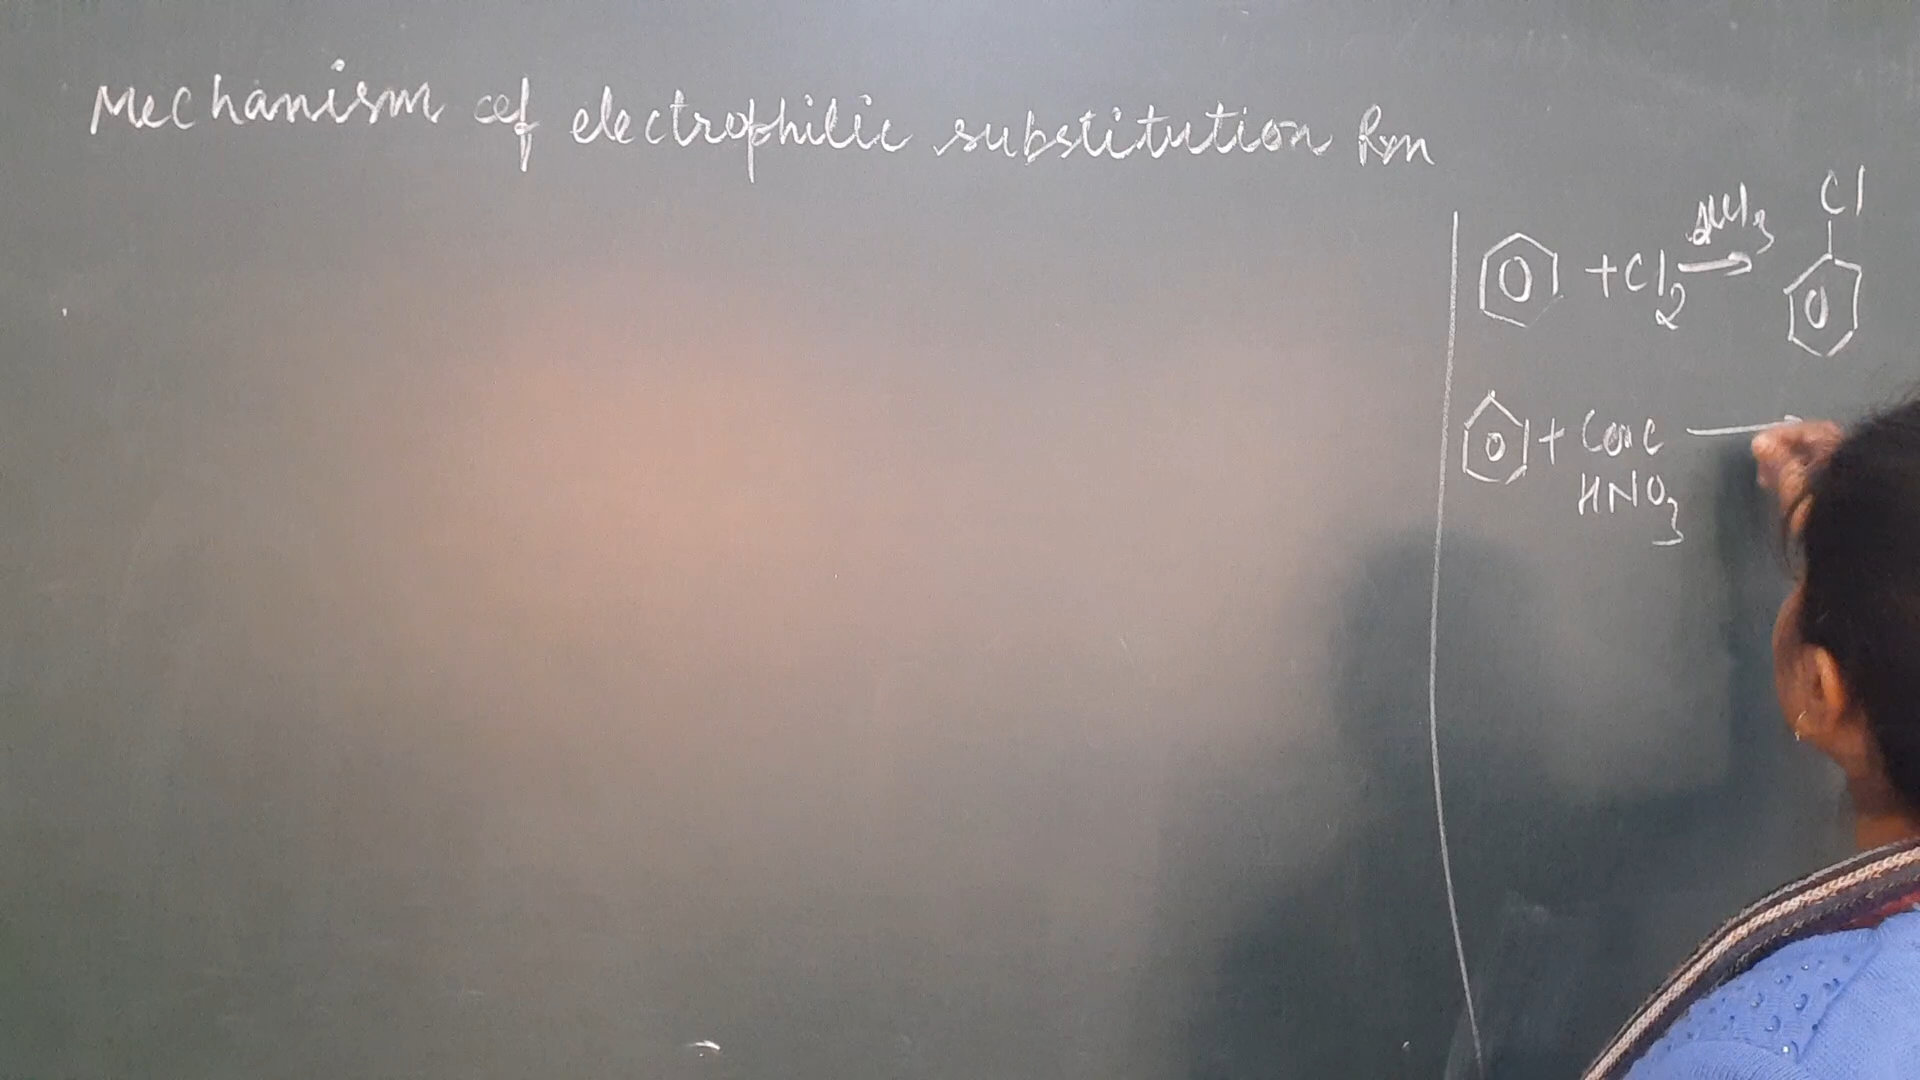 Mechanism of electrophilic substitution Rxn
+ Cl2 → AlCl3 Cl
+ Conc →
HNO3